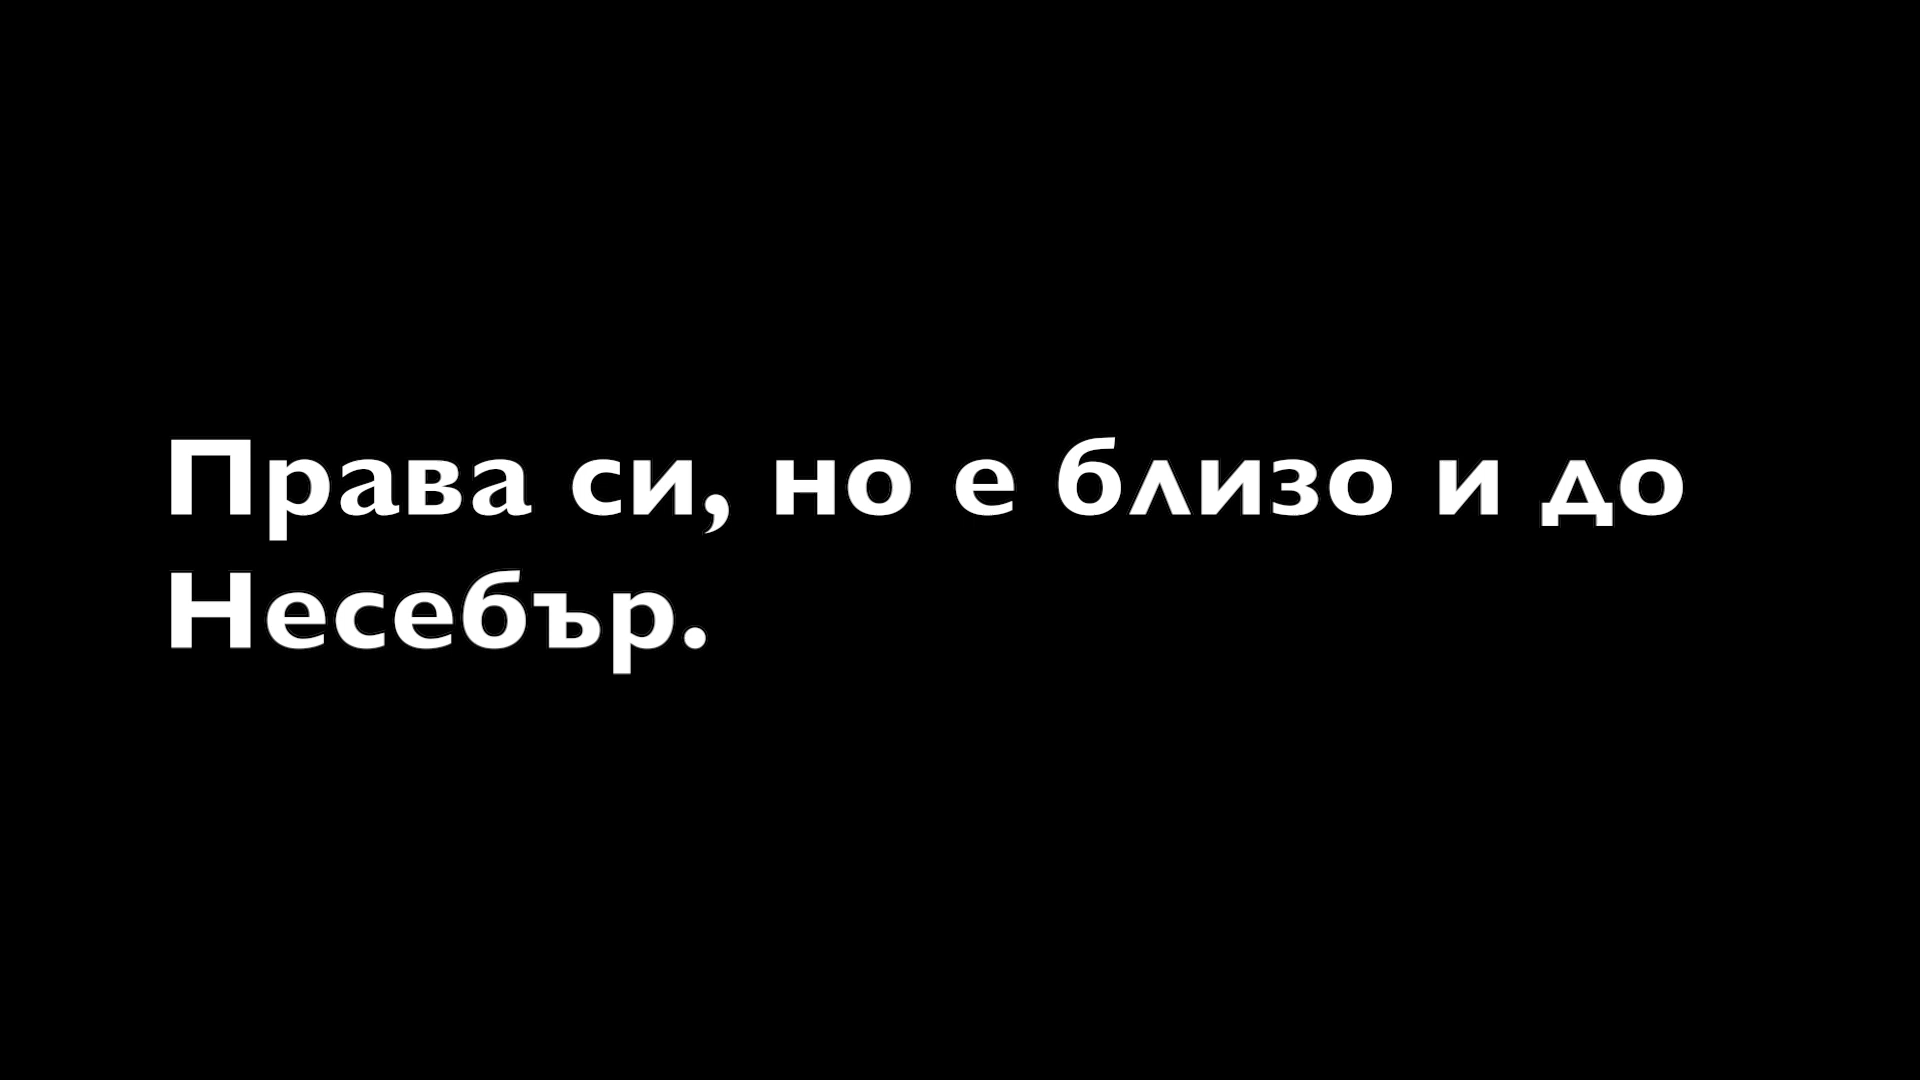 Права си, но е близо и до
Несебър.